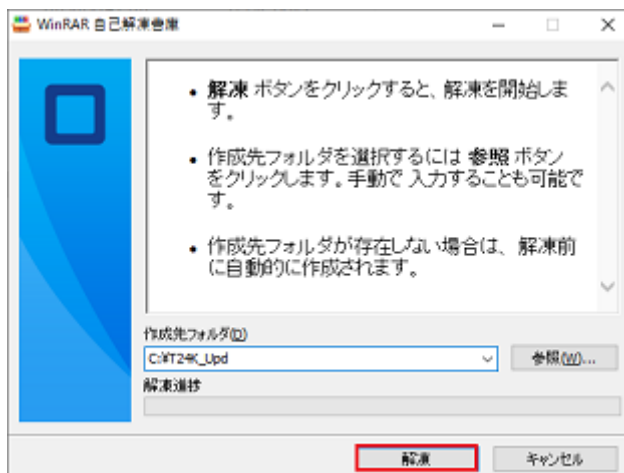 WinRAR 自己解凍書庫
解凍 ボタンをクリックすると、解凍を開始しま
す。
作成先フォルダを選択するには 参照 ボタン
をクリックします。手動で 入力することも可能で
す。
作成先フォルダが存在しない場合は、解凍前
に自動的に作成されます。
作成先フォルダ(D)
C:¥T24K_Upd
参照(W)...
解凍進捗
解凍
キャンセル